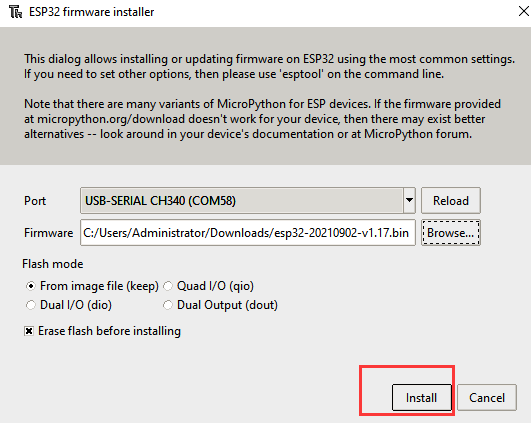 ESP32 firmware installer
This dialog allows installing or updating firmware on ESP32 using the most common settings.
If you need to set other options, then please use 'esptool' on the command line.
Note that there are many variants of MicroPython for ESP devices. If the firmware provided
at micropython.org/download doesn't work for your device, then there may exist better
alternatives -- look around in your device's documentation or at MicroPython forum.
Port USB-SERIAL CH340 (COM58) Reload
Firmware C:/Users/Administrator/Downloads/esp32-20210902-v1.17.bin Browse...
Flash mode
From image file (keep) Quad I/O (qio)
Dual I/O (dio) Dual Output (dout)
Erase flash before installing
Install Cancel